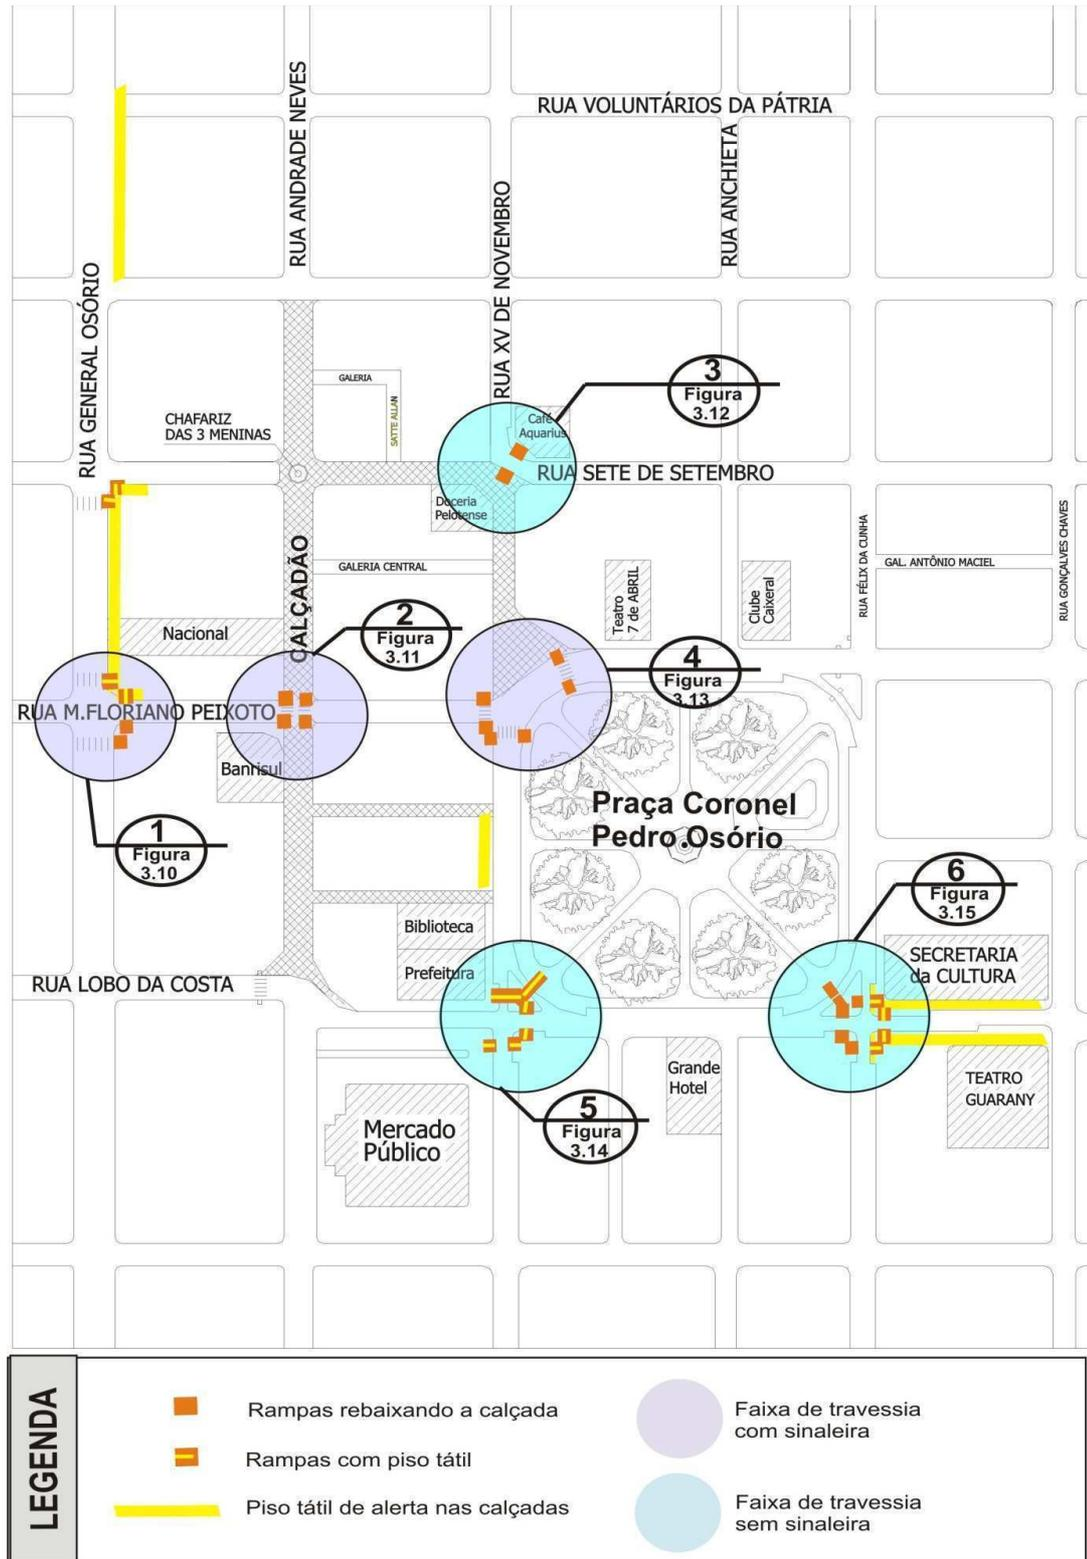 RUA VOLUNTÁRIOS DA PÁTRIA
RUA ANDRADE NEVES
RUA ANCHIETA
RUA XV DE NOVEMBRO
RUA GENERAL OSÓRIO
3
Figura
3.12
GALERIA
SATTE ALLAN
CHAFARIZ
DAS 3 MENINAS
Café
Aquarius
RUA SETE DE SETEMBRO
Doceria
Pelotense
RUA FÉLIX DA CUNHA
RUA GONÇALVES CHAVES
CALÇADÃO
GALERIA CENTRAL
GAL. ANTÔNIO MACIEL
Teatro
7 de ABRIL
Clube
Caixeral
Nacional
2
Figura
3.11
4
Figura
3.13
RUA M.FLORIANO PEIXOTO
Banrisul
1
Figura
3.10
Praça Coronel
Pedro Osório
6
Figura
3.15
Biblioteca
Prefeitura
SECRETARIA
da CULTURA
RUA LOBO DA COSTA
Grande
Hotel
TEATRO
GUARANY
5
Figura
3.14
Mercado
Público
LEGENDA
Rampas rebaixando a calçada
Rampas com piso tátil
Piso tátil de alerta nas calçadas
Faixa de travessia
com sinaleira
Faixa de travessia
sem sinaleira